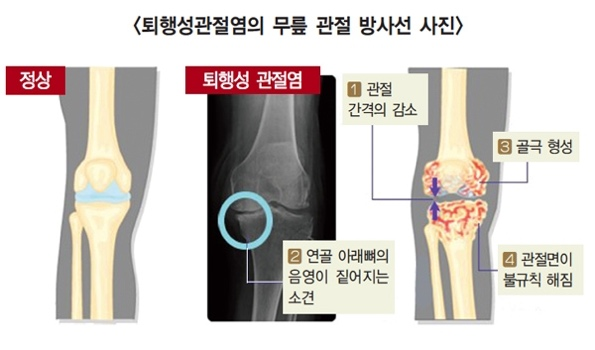 〈퇴행성관절염의 무릎 관절 방사선 사진〉
정상
퇴행성 관절염
1 관절
간격의 감소
2 연골 아래뼈의
음영이 짙어지는
소견
3 골극 형성
4 관절면이
불규칙 해짐